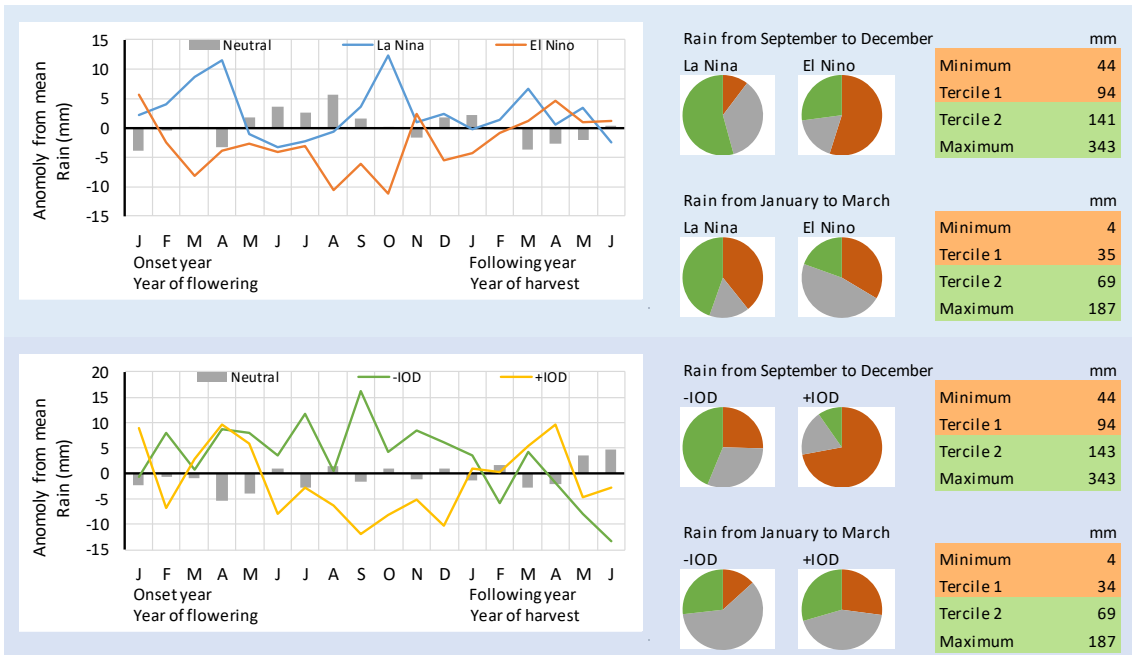 Neutral La Nina El Nino
15
10
5
0
-5
-10
-15
Anomoly from mean
Rain (mm)
J F M A M J J A S O N D J F M A M J
Onset year Following year
Year of flowering Year of harvest
Rain from September to December mm
La Nina El Nino
Minimum 44
Tercile 1 94
Tercile 2 141
Maximum 343
Rain from January to March mm
La Nina El Nino
Minimum 4
Tercile 1 35
Tercile 2 69
Maximum 187
Neutral -IOD +IOD
20
15
10
5
0
-5
-10
-15
Anomoly from mean
Rain (mm)
J F M A M J J A S O N D J F M A M J
Onset year Following year
Year of flowering Year of harvest
Rain from September to December mm
-IOD +IOD
Minimum 44
Tercile 1 94
Tercile 2 143
Maximum 343
Rain from January to March mm
-IOD +IOD
Minimum 4
Tercile 1 34
Tercile 2 69
Maximum 187